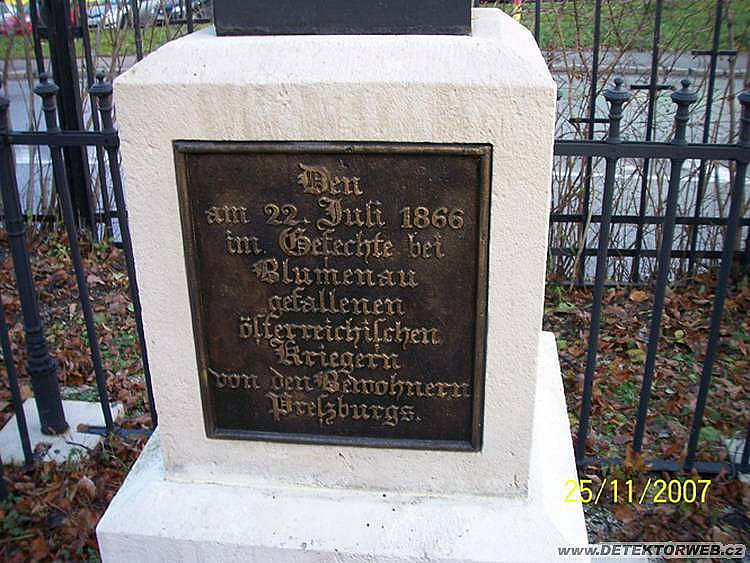 Den
am 22. Juli 1866
im Gefechte bei
Blumenau
gefallenen
österreichischen
Kriegern
von den Bewohnern
Preſzburgs.
25/11/2007
www.DETEKTORWEB.cz